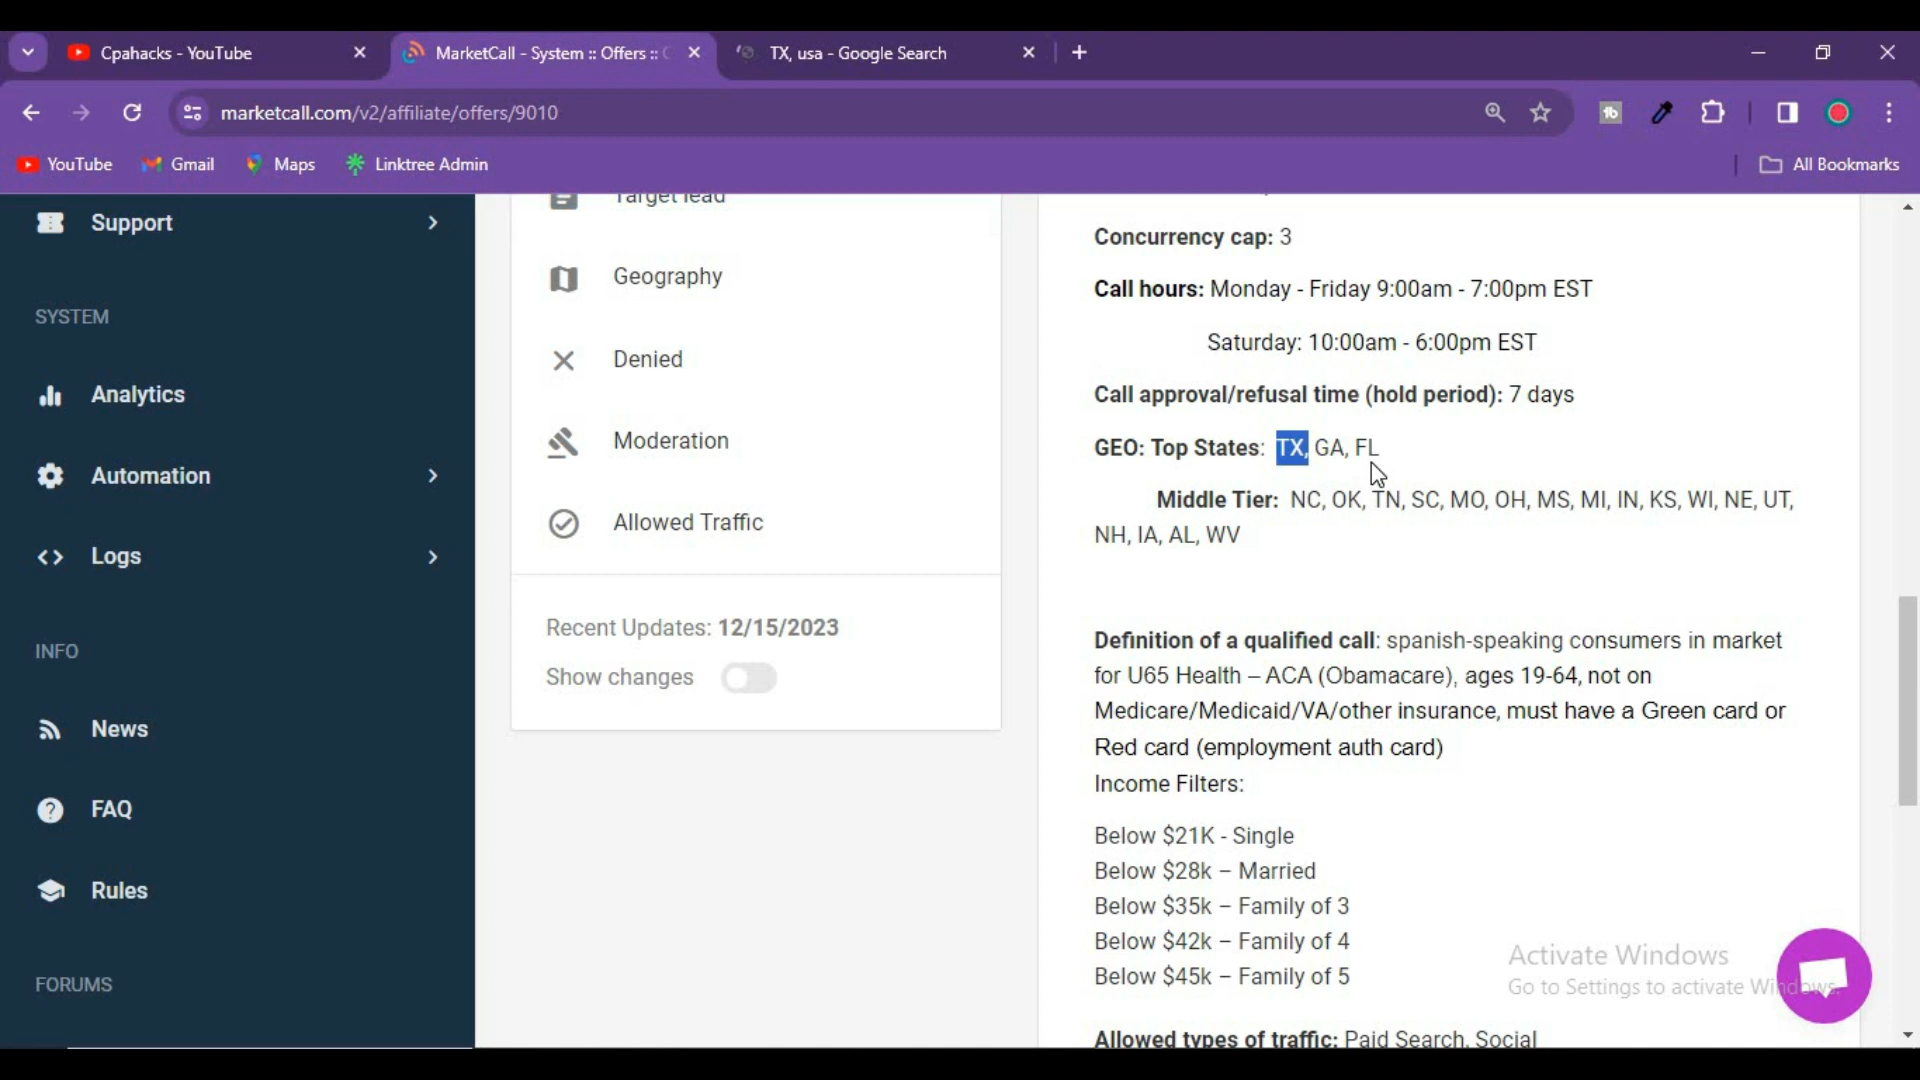 Cpahacks - YouTube
MarketCall - System :: Offers ::
TX, usa - Google Search
marketcall.com/v2/affiliate/offers/9010
YouTube
Gmail
Maps
Linktree Admin
All Bookmarks
Support
SYSTEM
Analytics
Automation
Logs
INFO
News
FAQ
Rules
FORUMS
Target lead
Geography
Denied
Moderation
Allowed Traffic
Recent Updates: 12/15/2023
Show changes
Concurrency cap: 3
Call hours: Monday - Friday 9:00am - 7:00pm EST
Saturday: 10:00am - 6:00pm EST
Call approval/refusal time (hold period): 7 days
GEO: Top States: TX, GA, FL
Middle Tier: NC, OK, TN, SC, MO, OH, MS, MI, IN, KS, WI, NE, UT,
NH, IA, AL, WV
Definition of a qualified call: spanish-speaking consumers in market
for U65 Health – ACA (Obamacare), ages 19-64, not on
Medicare/Medicaid/VA/other insurance, must have a Green card or
Red card (employment auth card)
Income Filters:
Below $21K - Single
Below $28k – Married
Below $35k – Family of 3
Below $42k – Family of 4
Below $45k – Family of 5
Allowed types of traffic: Paid Search, Social
Activate Windows
Go to Settings to activate Windows.